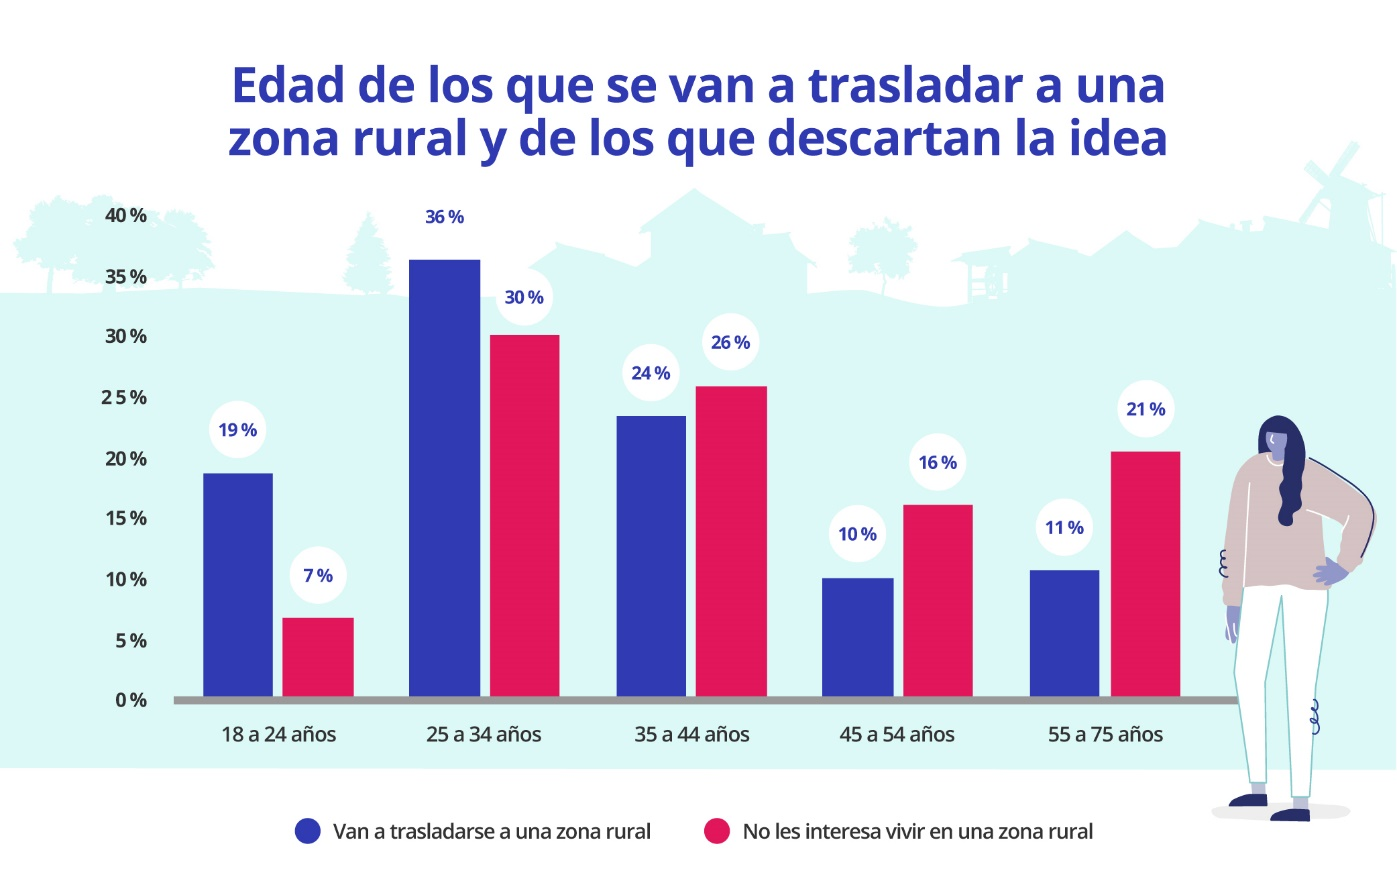 Edad de los que se van a trasladar a una
zona rural y de los que descartan la idea
40 %
35 %
30 %
25 %
20 %
15 %
10 %
5 %
0 %
19 %
7 %
36 %
30 %
24 %
26 %
10 %
16 %
11 %
21 %
18 a 24 años
25 a 34 años
35 a 44 años
45 a 54 años
55 a 75 años
Van a trasladarse a una zona rural
No les interesa vivir en una zona rural